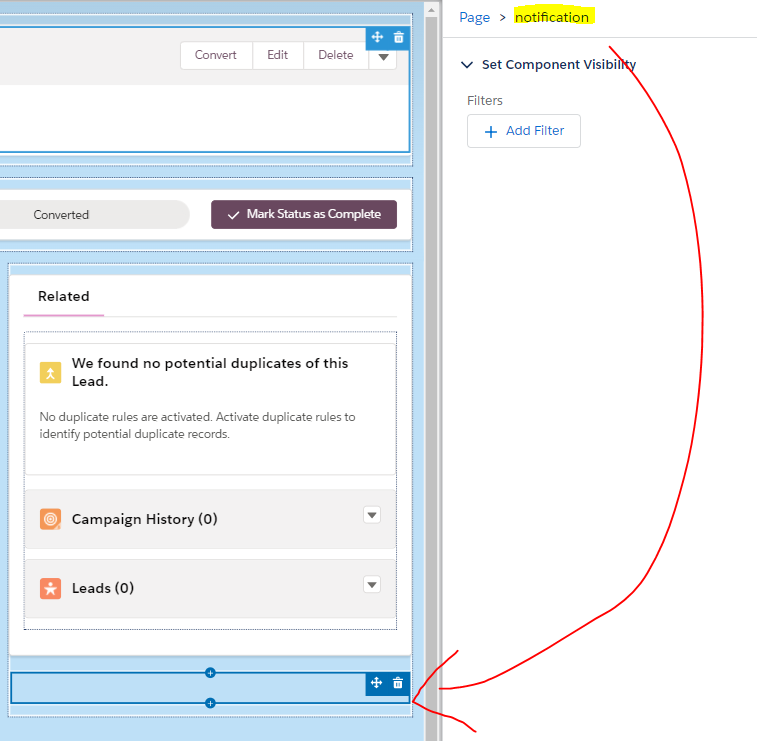 Convert Edit Delete
Converted
Mark Status as Complete
Related
We found no potential duplicates of this
Lead.
No duplicate rules are activated. Activate duplicate rules to
identify potential duplicate records.
Campaign History (0)
Leads (0)
Page > notification
Set Component Visibility
Filters
Add Filter